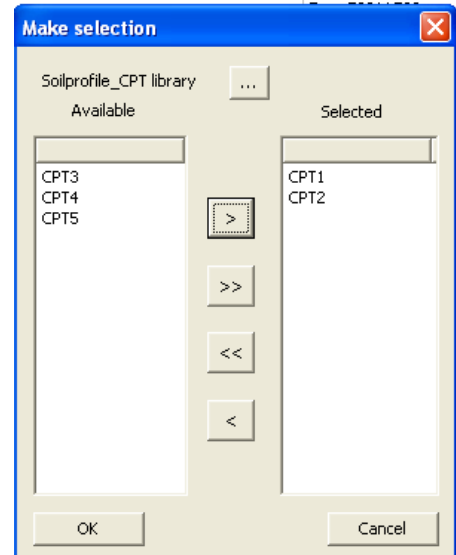 Make selection
Soilprofile_CPT library ...
Available Selected
CPT3 CPT1
CPT4 CPT2
CPT5
>
>>
<<
<
OK Cancel